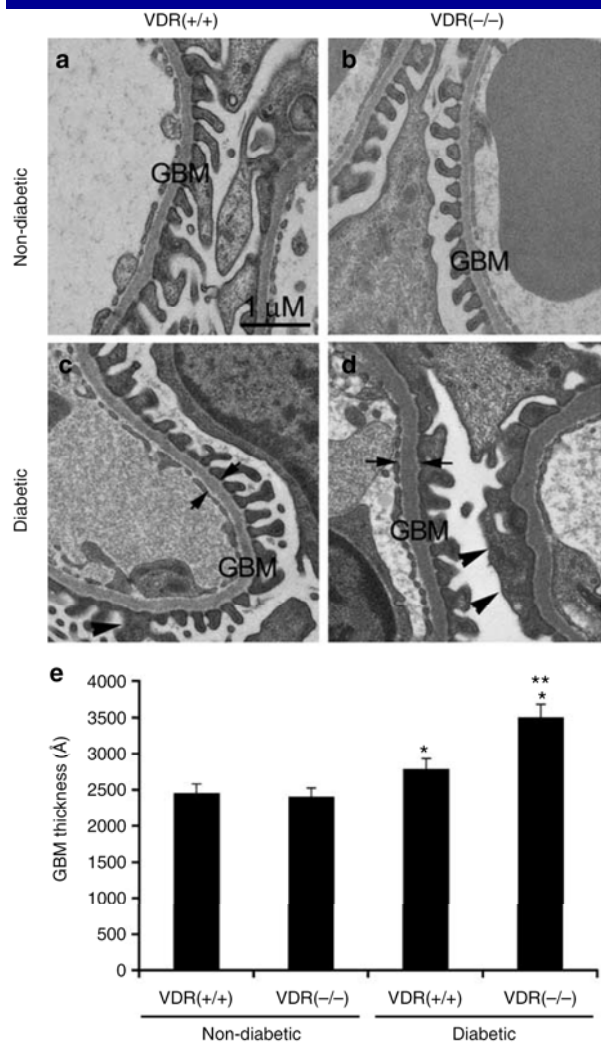 VDR(+/+) VDR(–/–)
Non-diabetic
a
GBM
1 μM
b
GBM
Diabetic
c
GBM
d
GBM
e
GBM thickness (Å)
4000
3500
3000
2500
2000
1500
1000
500
0
*
**
*
VDR(+/+) VDR(–/–) VDR(+/+) VDR(–/–)
Non-diabetic Diabetic